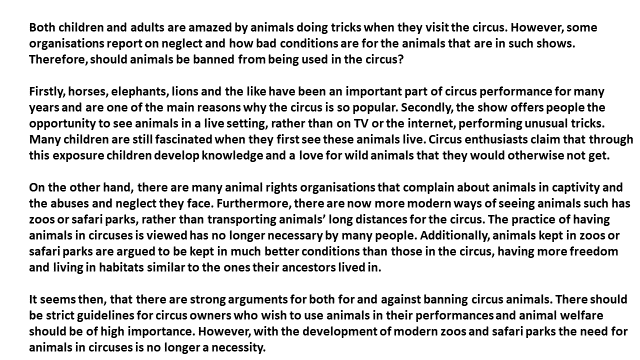 Both children and adults are amazed by animals doing tricks when they visit the circus. However, some
organisations report on neglect and how bad conditions are for the animals that are in such shows.
Therefore, should animals be banned from being used in the circus?
Firstly, horses, elephants, lions and the like have been an important part of circus performance for many
years and are one of the main reasons why the circus is so popular. Secondly, the show offers people the
opportunity to see animals in a live setting, rather than on TV or the internet, performing unusual tricks.
Many children are still fascinated when they first see these animals live. Circus enthusiasts claim that through
this exposure children develop knowledge and a love for wild animals that they would otherwise not get.
On the other hand, there are many animal rights organisations that complain about animals in captivity and
the abuses and neglect they face. Furthermore, there are now more modern ways of seeing animals such has
zoos or safari parks, rather than transporting animals’ long distances for the circus. The practice of having
animals in circuses is viewed has no longer necessary by many people. Additionally, animals kept in zoos or
safari parks are argued to be kept in much better conditions than those in the circus, having more freedom
and living in habitats similar to the ones their ancestors lived in.
It seems then, that there are strong arguments for both for and against banning circus animals. There should
be strict guidelines for circus owners who wish to use animals in their performances and animal welfare
should be of high importance. However, with the development of modern zoos and safari parks the need for
animals in circuses is no longer a necessity.